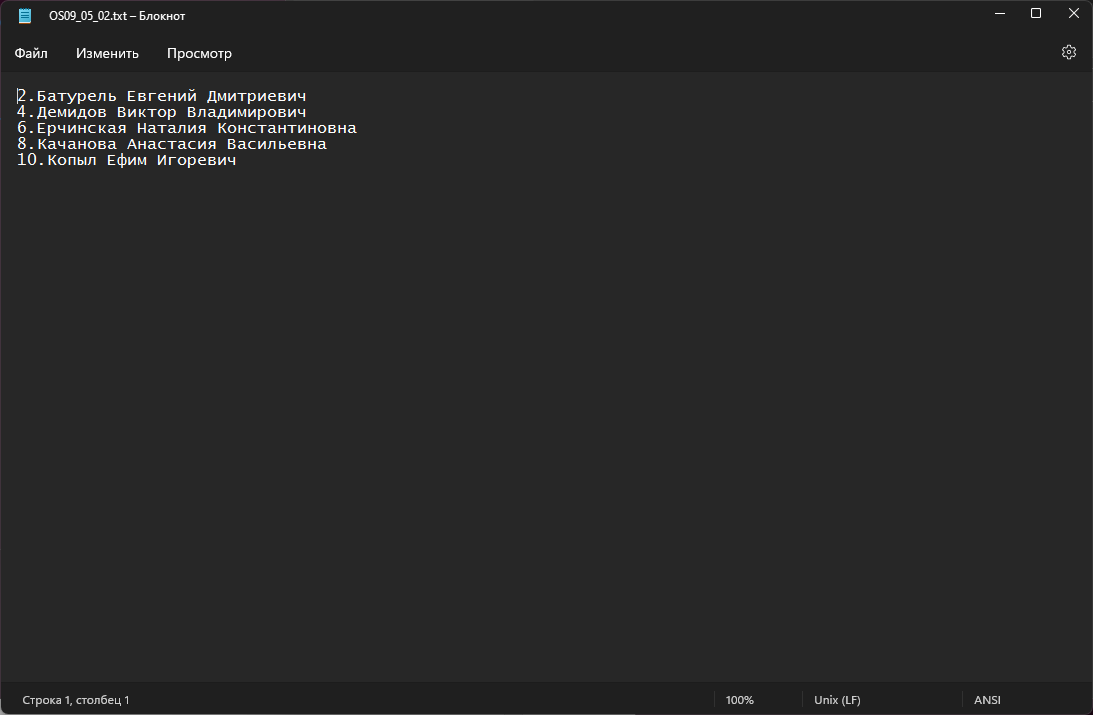 OS09_05_02.txt – Блокнот
Файл Изменить Просмотр
2.Батурель Евгений Дмитриевич
4.Демидов Виктор Владимирович
6.Ерчинская Наталия Константиновна
8.Качанова Анастасия Васильевна
10.Копыл Ефим Игоревич
Строка 1, столбец 1 100% Unix (LF) ANSI